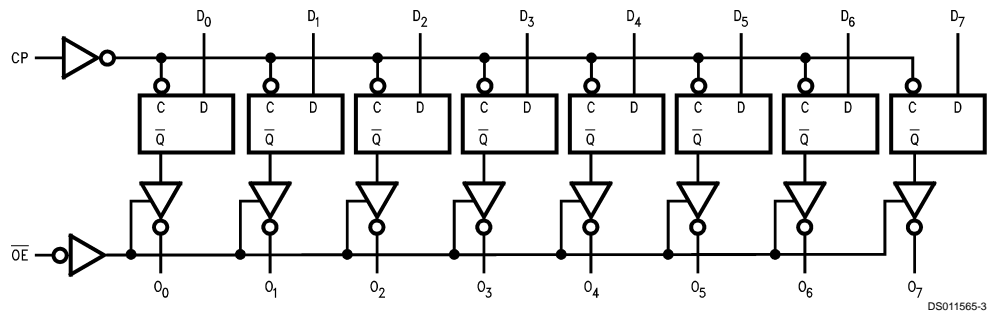 D₀ D₁ D₂ D₃ D₄ D₅ D₆ D₇
CP
C D C D C D C D C D C D C D C D
Q̅ Q̅ Q̅ Q̅ Q̅ Q̅ Q̅ Q̅
O̅E̅
O₀ O₁ O₂ O₃ O₄ O₅ O₆ O₇
DS011565-3